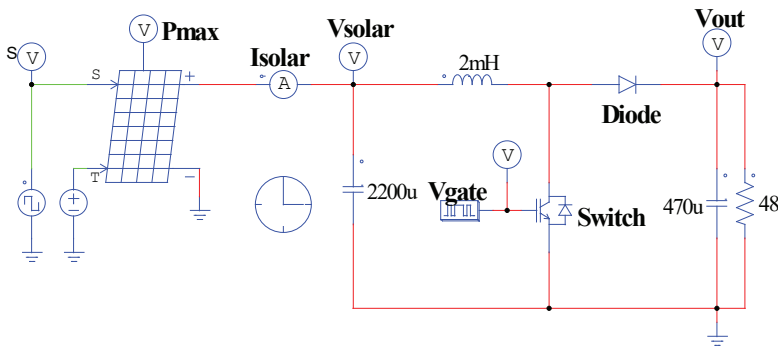 Vsolar
Vout
Pmax
S V
V
Isolar
V
V
2mH
S
+
A
Diode
V
T
−
2200u
Vgate
Switch
470u
48